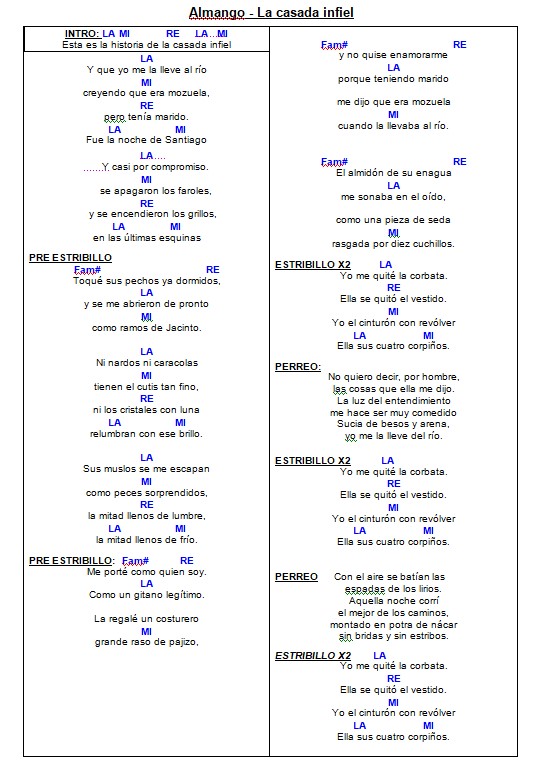 Almango - La casada infiel
INTRO: LA MI RE LA...MI
Esta es la historia de la casada infiel
LA
Y que yo me la lleve al río
MI
creyendo que era mozuela,
RE
pero tenía marido.
LA MI
Fue la noche de Santiago
LA....
.......Y casi por compromiso.
MI
se apagaron los faroles,
RE
y se encendieron los grillos,
LA MI
en las últimas esquinas
PRE ESTRIBILLO
Fam# RE
Toqué sus pechos ya dormidos,
LA
y se me abrieron de pronto
MI
como ramos de Jacinto.
LA
Ni nardos ni caracolas
MI
tienen el cutis tan fino,
RE
ni los cristales con luna
LA MI
relumbran con ese brillo.
LA
Sus muslos se me escapan
MI
como peces sorprendidos,
RE
la mitad llenos de lumbre,
LA MI
la mitad llenos de frío.
PRE ESTRIBILLO: Fam# RE
Me porté como quien soy.
LA
Como un gitano legítimo.
La regalé un costurero
MI
grande raso de pajizo,
Fam# RE
y no quise enamorarme
LA
porque teniendo marido
me dijo que era mozuela
MI
cuando la llevaba al río.
Fam# RE
El almidón de su enagua
LA
me sonaba en el oído,
como una pieza de seda
MI
rasgada por diez cuchillos.
ESTRIBILLO X2 LA
Yo me quité la corbata.
RE
Ella se quitó el vestido.
MI
Yo el cinturón con revólver
LA MI
Ella sus cuatro corpiños.
PERREO:
No quiero decir, por hombre,
las cosas que ella me dijo.
La luz del entendimiento
me hace ser muy comedido
Sucia de besos y arena,
yo me la lleve del río.
ESTRIBILLO X2 LA
Yo me quité la corbata.
RE
Ella se quitó el vestido.
MI
Yo el cinturón con revólver
LA MI
Ella sus cuatro corpiños.
PERREO Con el aire se batían las
espadas de los lirios.
Aquella noche corrí
el mejor de los caminos,
montado en potra de nácar
sin bridas y sin estribos.
ESTRIBILLO X2 LA
Yo me quité la corbata.
RE
Ella se quitó el vestido.
MI
Yo el cinturón con revólver
LA MI
Ella sus cuatro corpiños.